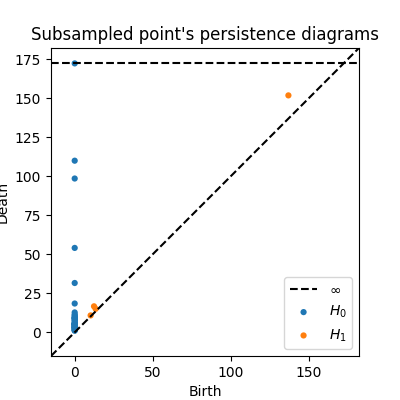 Subsampled point's persistence diagrams
175
150
125
100
75
50
25
0
Death
∞
H₀
H₁
0
50
100
150
Birth